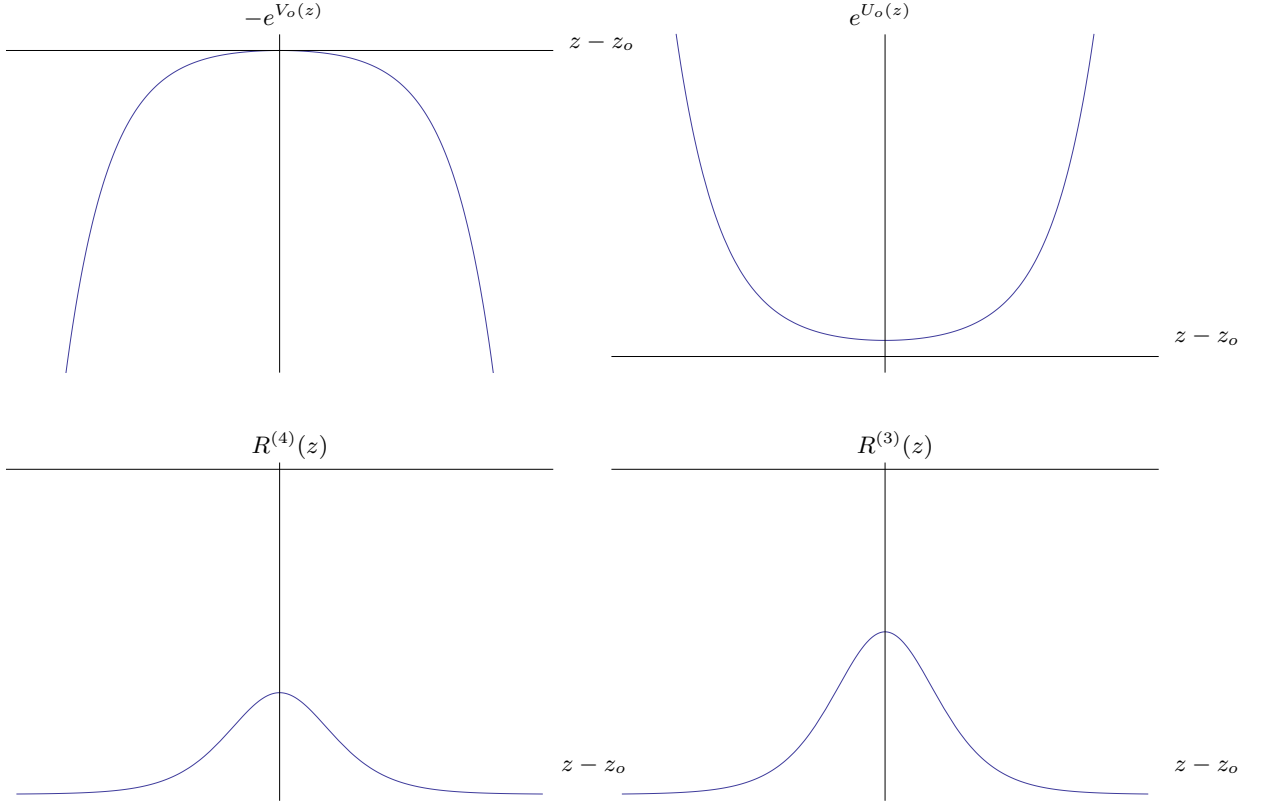 −e^{V_o(z)}
z − z_o
e^{U_o(z)}
z − z_o
R^{(4)}(z)
z − z_o
R^{(3)}(z)
z − z_o